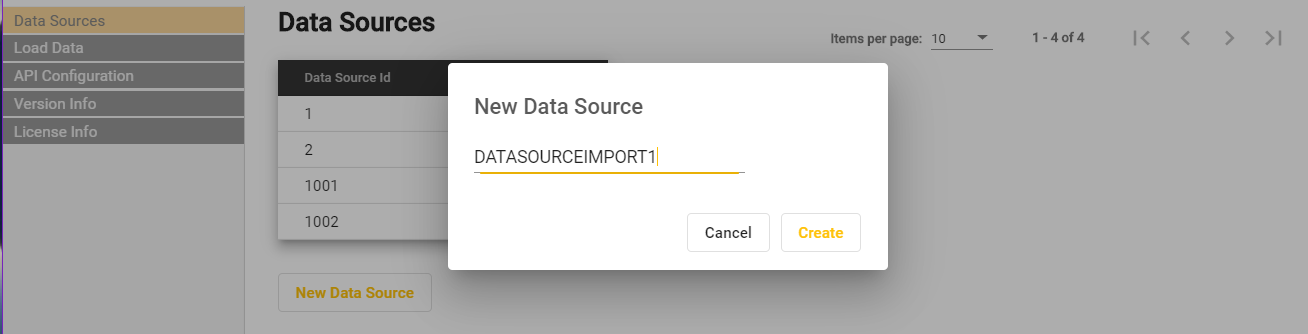 Data Sources
Load Data
API Configuration
Version Info
License Info
Data Sources
Items per page: 10 1 - 4 of 4
Data Source Id
1
2
1001
1002
New Data Source
New Data Source
DATASOURCEIMPORT1
Cancel Create